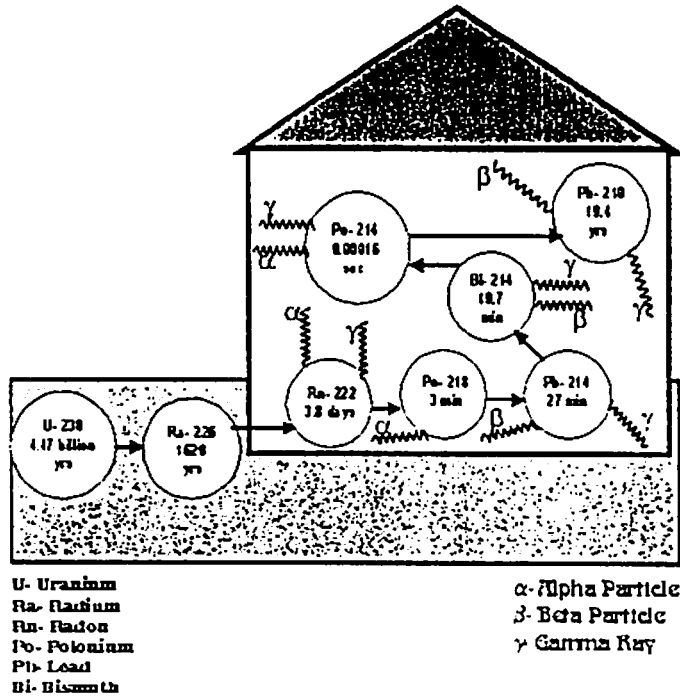 β
Pb-210
19.4
yrs
γ
α
Po-214
0.00016
sec
Bi-214
19.7
min
γ
β
γ
α
γ
Rn-222
3.8 days
Po-218
3 min
Pb-214
27 min
α
β
γ
U-238
4.47 billion
yrs
Ra-226
yrs
U- Uranium
Ra- Radium
Rn- Radon
Po- Polonium
Pb- Lead
Bi- Bismuth
α- Alpha Particle
β- Beta Particle
γ Gamma Ray